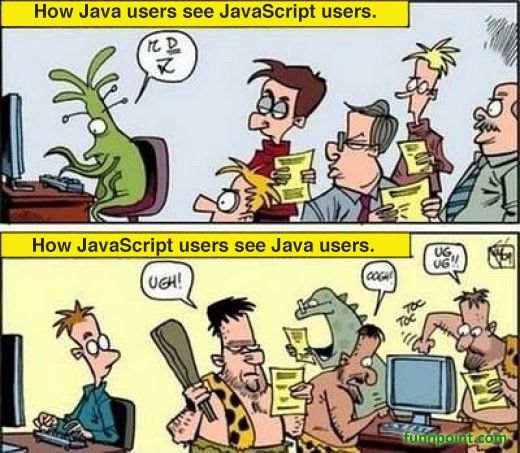 How Java users see JavaScript users.
How JavaScript users see Java users.
UGH!
OOGH!
UG
UG!!
TOC
TOC
funnpoint.com